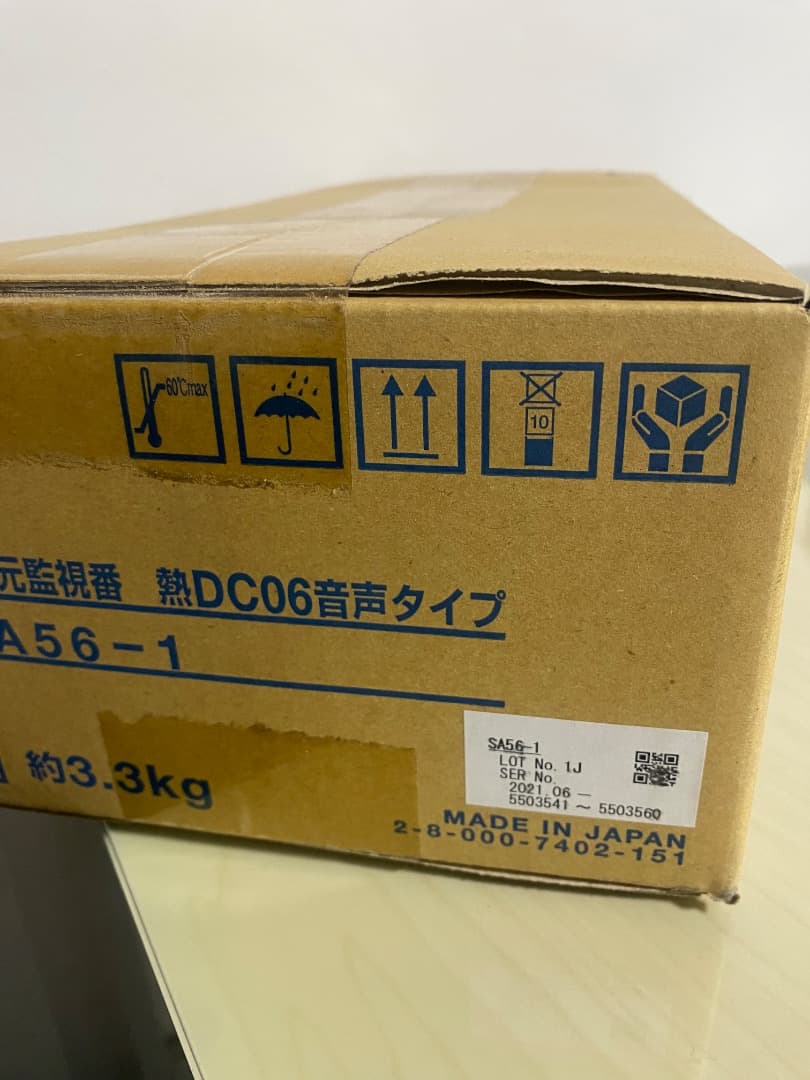 60℃max
10
元監視番 熱DC06音声タイプ
A56-1
約3.3kg
SA56-1
LOT No. 1J
SER No.
2021.06 -
5503541 ~ 5503560
MADE IN JAPAN
2-8-000-7402-151